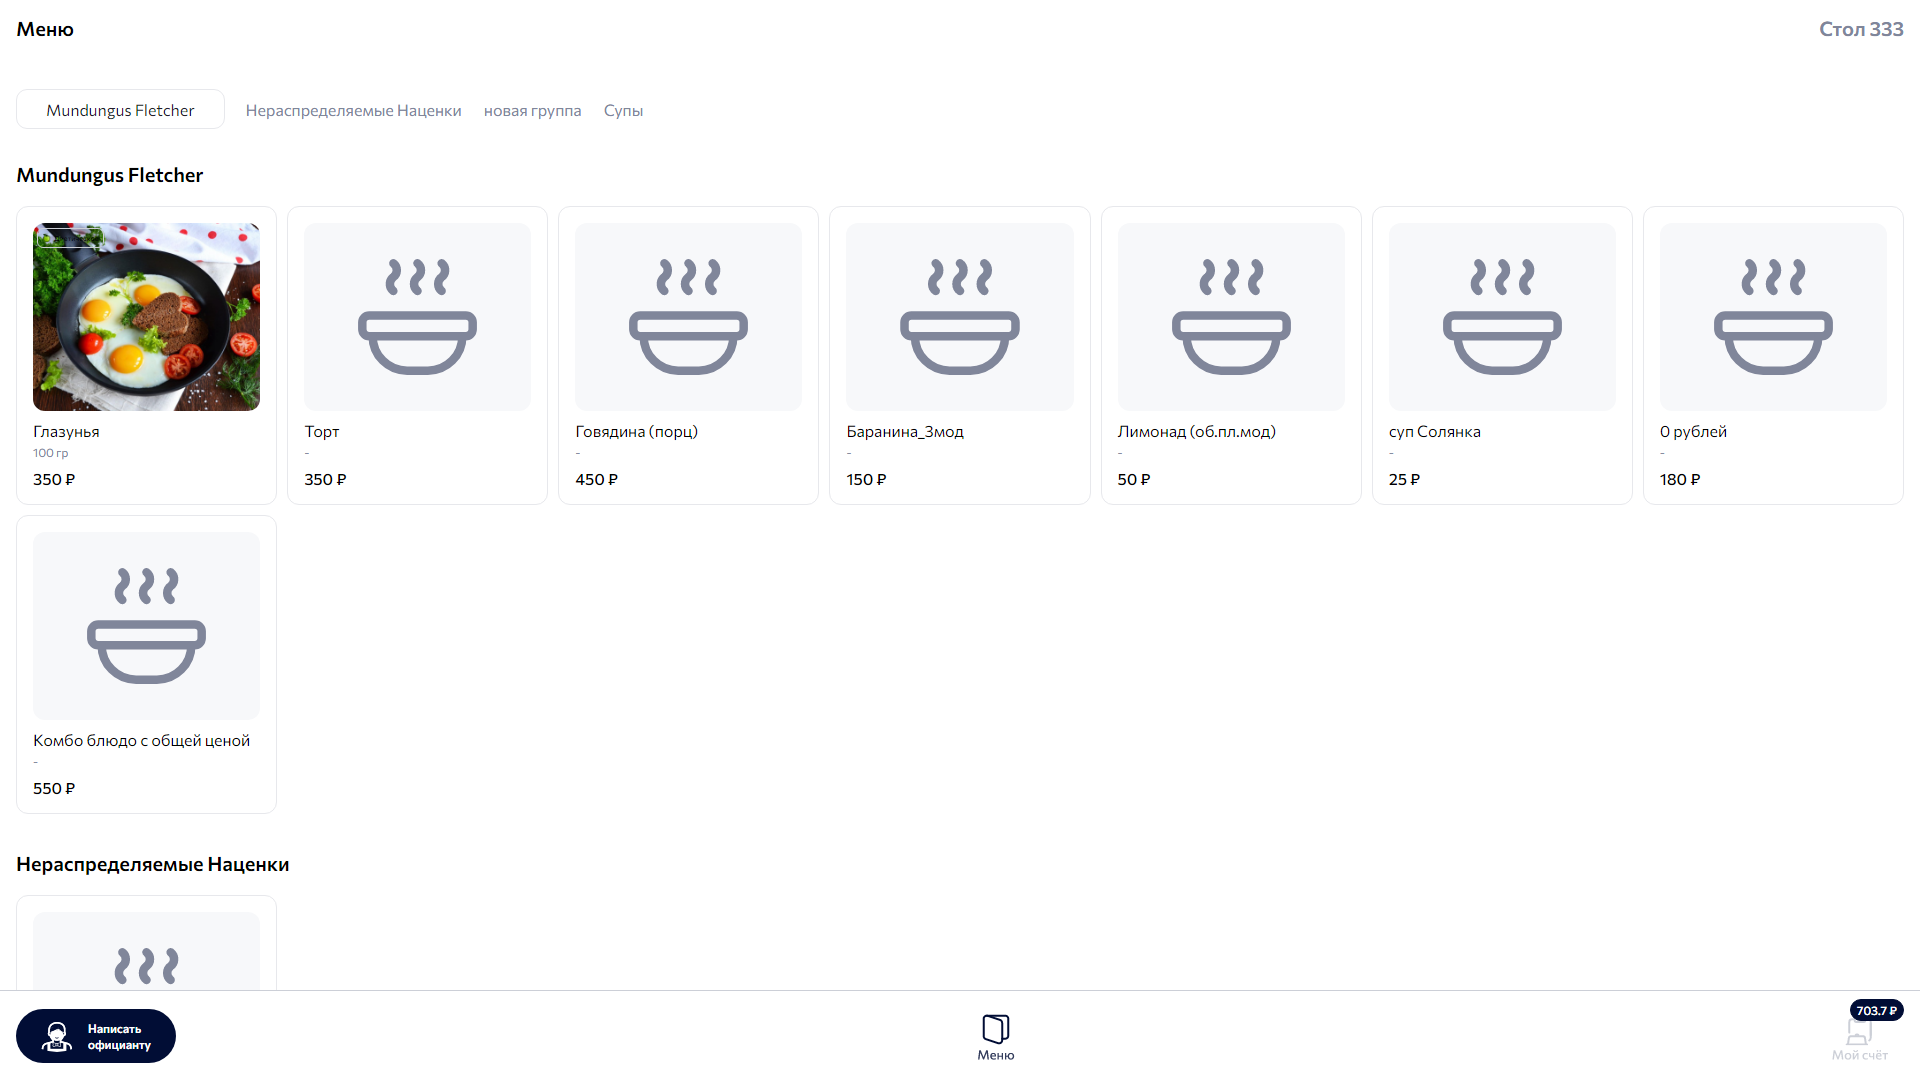 Меню
Стол 333
Mundungus Fletcher
Нераспределяемые Наценки
новая группа
Супы
Mundungus Fletcher
Глазунья
100 гр
350 ₽
Торт
-
350 ₽
Говядина (порц)
-
450 ₽
Баранина_3мод
-
150 ₽
Лимонад (об.пл.мод)
-
50 ₽
суп Солянка
-
25 ₽
0 рублей
-
180 ₽
Комбо блюдо с общей ценой
-
550 ₽
Нераспределяемые Наценки
Написать
официанту
Меню
703.7 ₽
Мой счёт